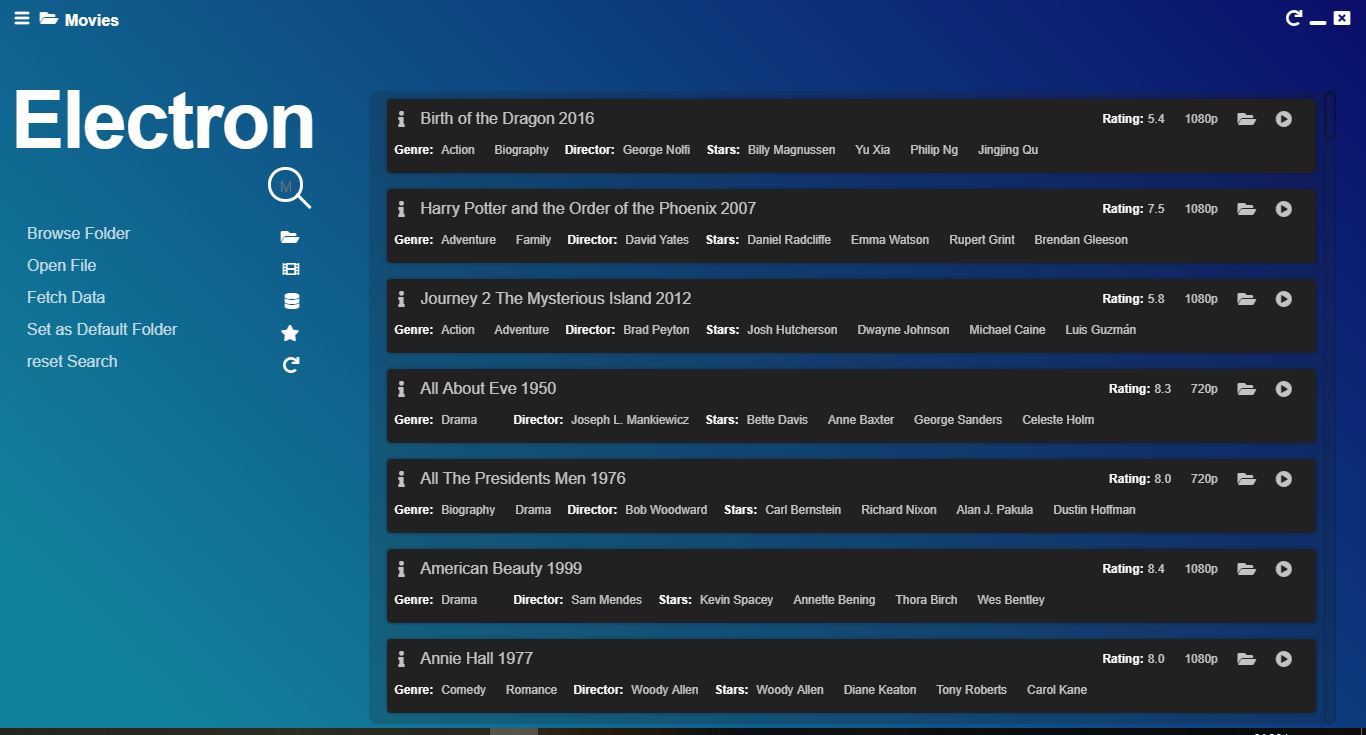 Movies
Electron
M
Browse Folder
Open File
Fetch Data
Set as Default Folder
reset Search
Birth of the Dragon 2016 Rating: 5.4 1080p
Genre: Action Biography Director: George Nolfi Stars: Billy Magnussen Yu Xia Philip Ng Jingjing Qu
Harry Potter and the Order of the Phoenix 2007 Rating: 7.5 1080p
Genre: Adventure Family Director: David Yates Stars: Daniel Radcliffe Emma Watson Rupert Grint Brendan Gleeson
Journey 2 The Mysterious Island 2012 Rating: 5.8 1080p
Genre: Action Adventure Director: Brad Peyton Stars: Josh Hutcherson Dwayne Johnson Michael Caine Luis Guzmán
All About Eve 1950 Rating: 8.3 720p
Genre: Drama Director: Joseph L. Mankiewicz Stars: Bette Davis Anne Baxter George Sanders Celeste Holm
All The Presidents Men 1976 Rating: 8.0 720p
Genre: Biography Drama Director: Bob Woodward Stars: Carl Bernstein Richard Nixon Alan J. Pakula Dustin Hoffman
American Beauty 1999 Rating: 8.4 1080p
Genre: Drama Director: Sam Mendes Stars: Kevin Spacey Annette Bening Thora Birch Wes Bentley
Annie Hall 1977 Rating: 8.0 1080p
Genre: Comedy Romance Director: Woody Allen Stars: Woody Allen Diane Keaton Tony Roberts Carol Kane